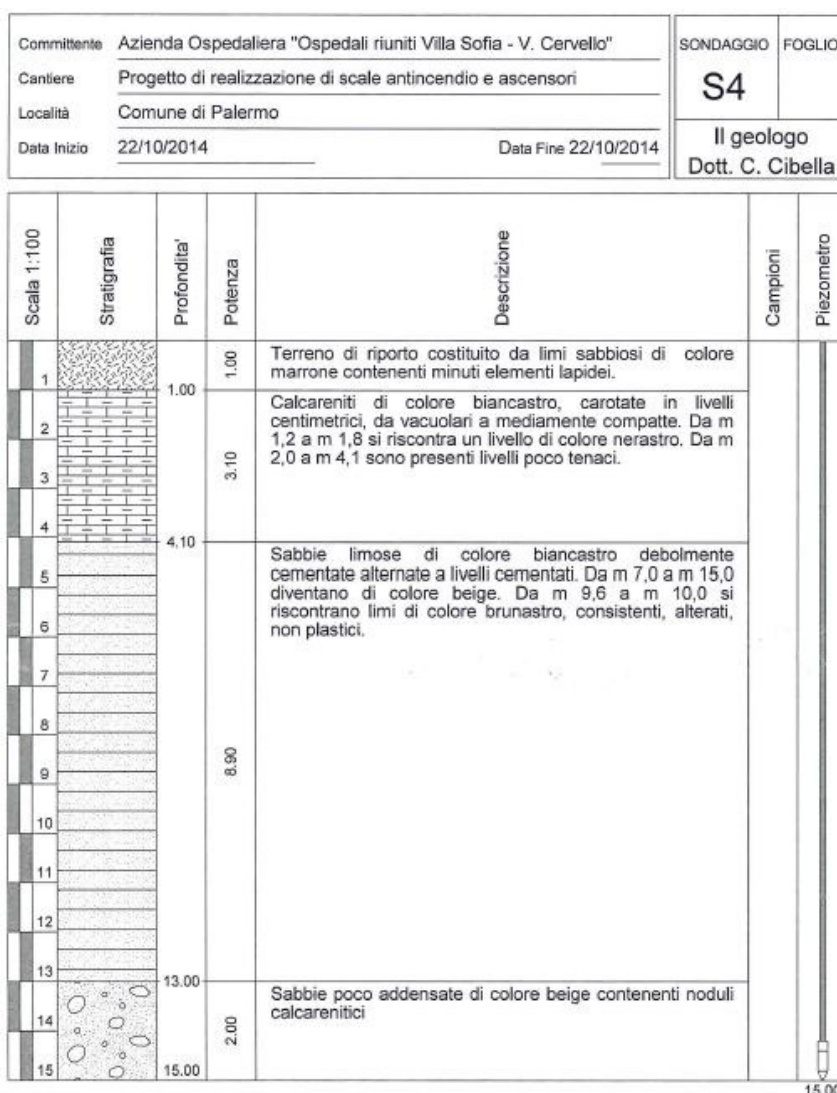 Committente Azienda Ospedaliera "Ospedali riuniti Villa Sofia - V. Cervello"
Cantiere Progetto di realizzazione di scale antincendio e ascensori
Località Comune di Palermo
Data Inizio 22/10/2014 Data Fine 22/10/2014
SONDAGGIO FOGLIO
S4
Il geologo
Dott. C. Cibella
Scala 1:100 Stratigrafia Profondita' Potenza Descrizione Campioni Piezometro
1.00
Terreno di riporto costituito da limi sabbiosi di colore
marrone contenenti minuti elementi lapidei.
1
1.00
Calcareniti di colore biancastro, carotate in livelli
centimetrici, da vacuolari a mediamente compatte. Da m
1,2 a m 1,8 si riscontra un livello di colore nerastro. Da m
2,0 a m 4,1 sono presenti livelli poco tenaci.
2
3.10
3
4
4.10
Sabbie limose di colore biancastro debolmente
cementate alternate a livelli cementati. Da m 7,0 a m 15,0
diventano di colore beige. Da m 9,6 a m 10,0 si
riscontrano limi di colore brunastro, consistenti, alterati,
non plastici.
5
6
7
8
8.90
9
10
11
12
13
13.00
Sabbie poco addensate di colore beige contenenti noduli
calcarenitici
14
2.00
15
15.00
15.00